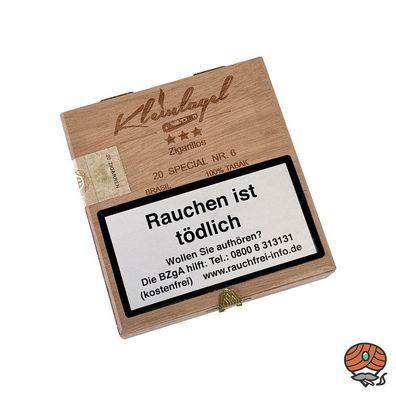 Kleinlagel
Zigarillos
20 SPECIAL NR. 6
BRASIL 100% TABAK
20 ZIGARREN
Rauchen ist
tödlich
Wollen Sie aufhören?
Die BZgA hilft: Tel.: 0800 8 313131
(kostenfrei) www.rauchfrei-info.de